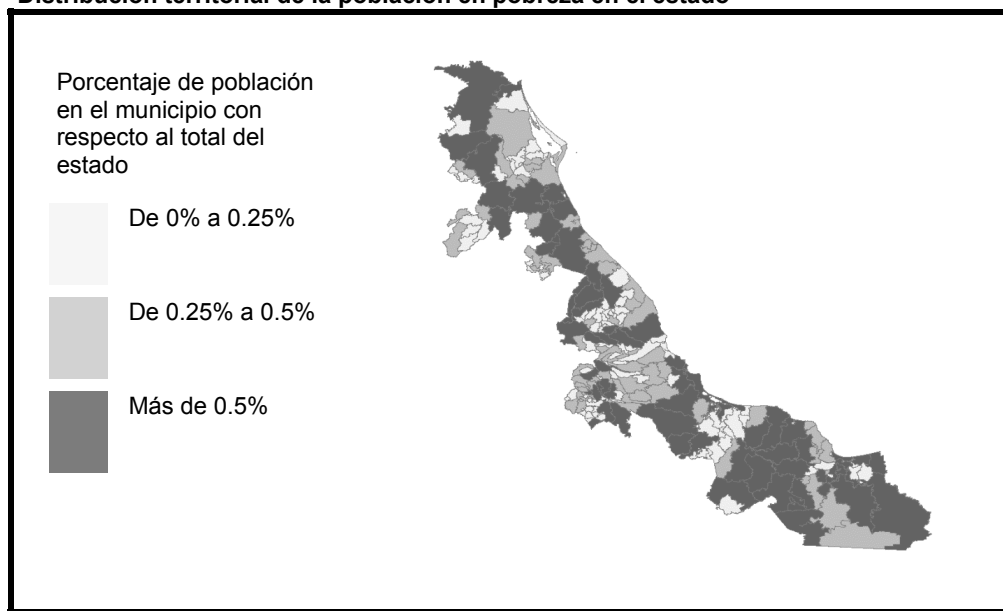 Distribución territorial de la población en pobreza en el estado
Porcentaje de población
en el municipio con
respecto al total del
estado
De 0% a 0.25%
De 0.25% a 0.5%
Más de 0.5%